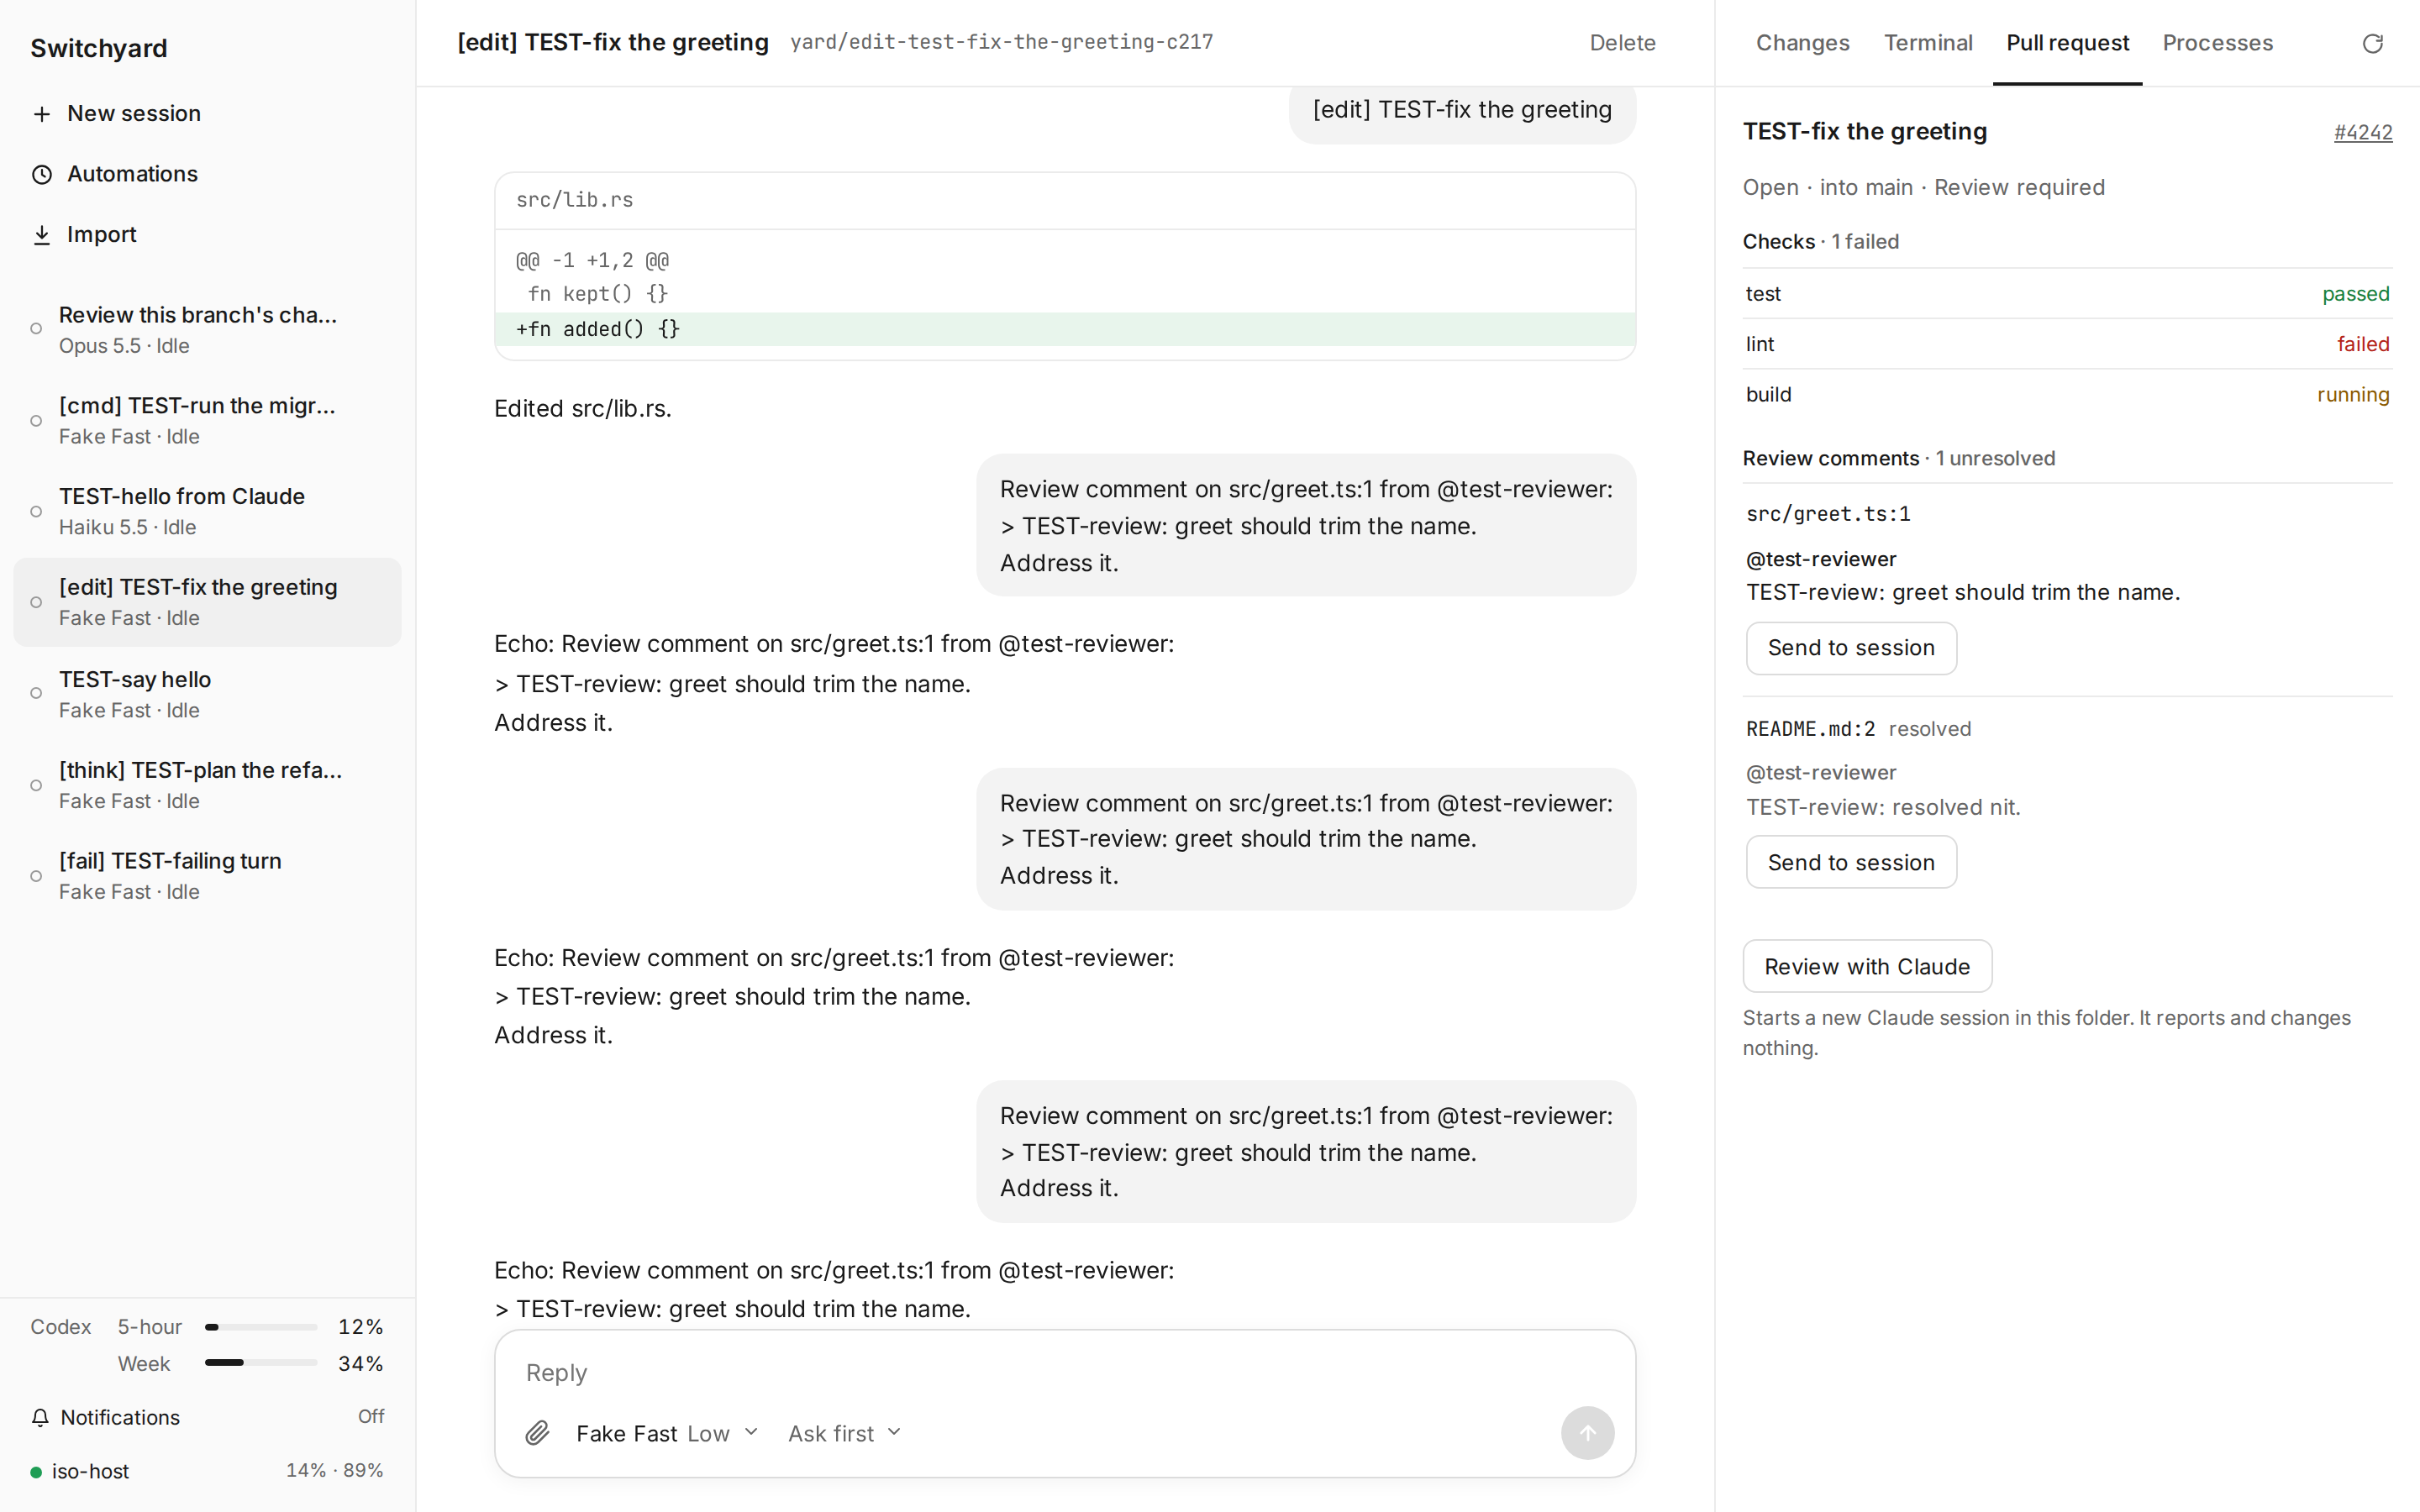 Switchyard
New session
Automations
Import
Review this branch's cha...
Opus 5.5 · Idle
[cmd] TEST-run the migr...
Fake Fast · Idle
TEST-hello from Claude
Haiku 5.5 · Idle
[edit] TEST-fix the greeting
Fake Fast · Idle
TEST-say hello
Fake Fast · Idle
[think] TEST-plan the refa...
Fake Fast · Idle
[fail] TEST-failing turn
Fake Fast · Idle
Codex 5-hour 12%
Week 34%
Notifications Off
iso-host 14% · 89%
[edit] TEST-fix the greeting yard/edit-test-fix-the-greeting-c217 Delete
[edit] TEST-fix the greeting
src/lib.rs
@@ -1 +1,2 @@
fn kept() {}
+fn added() {}
Edited src/lib.rs.
Review comment on src/greet.ts:1 from @test-reviewer:
> TEST-review: greet should trim the name.
Address it.
Echo: Review comment on src/greet.ts:1 from @test-reviewer:
> TEST-review: greet should trim the name.
Address it.
Review comment on src/greet.ts:1 from @test-reviewer:
> TEST-review: greet should trim the name.
Address it.
Echo: Review comment on src/greet.ts:1 from @test-reviewer:
> TEST-review: greet should trim the name.
Address it.
Review comment on src/greet.ts:1 from @test-reviewer:
> TEST-review: greet should trim the name.
Address it.
Echo: Review comment on src/greet.ts:1 from @test-reviewer:
> TEST-review: greet should trim the name.
Reply
Fake Fast Low Ask first
Changes Terminal Pull request Processes
TEST-fix the greeting #4242
Open · into main · Review required
Checks · 1 failed
test passed
lint failed
build running
Review comments · 1 unresolved
src/greet.ts:1
@test-reviewer
TEST-review: greet should trim the name.
Send to session
README.md:2 resolved
@test-reviewer
TEST-review: resolved nit.
Send to session
Review with Claude
Starts a new Claude session in this folder. It reports and changes
nothing.